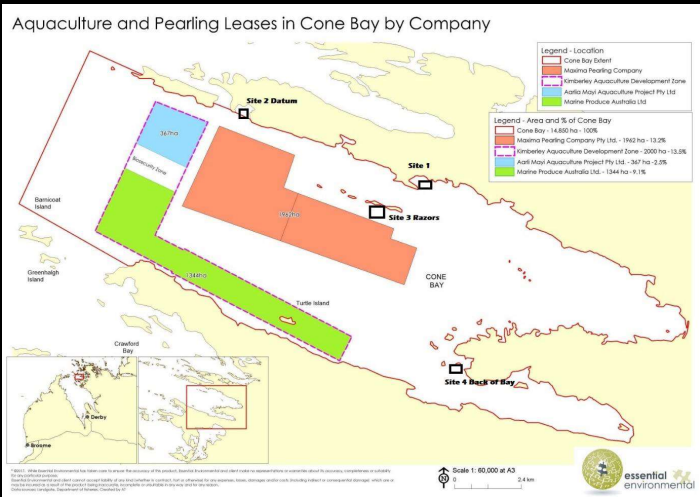 Aquaculture and Pearling Leases in Cone Bay by Company
Legend - Location
Cone Bay Extent
Maxima Pearling Company
Kimberley Aquaculture Development Zone
Aarlia Mayi Aquaculture Project Pty Ltd
Marine Produce Australia Ltd
Legend - Area and % of Cone Bay
Cone Bay - 14,850 ha - 100%
Maxima Pearling Company Pty Ltd. - 1962 ha - 13.2%
Kimberley Aquaculture Development Zone - 2000 ha - 13.5%
Aarli Mayi Aquaculture Project Pty Ltd. - 367 ha - 2.5%
Marine Produce Australia Ltd. - 1344 ha - 9.1%
Site 2 Datum
367ha
Biosecurity Zone
Site 1
Barnicoat
Island
1962ha
Site 3 Razors
Greenhalgh
Island
1344ha
CONE
BAY
Turtle Island
Crawford
Bay
Site 4 Back of Bay
Derby
Broome
Scale 1: 60,000 at A3
N
0
2.4 km
essential
environmental